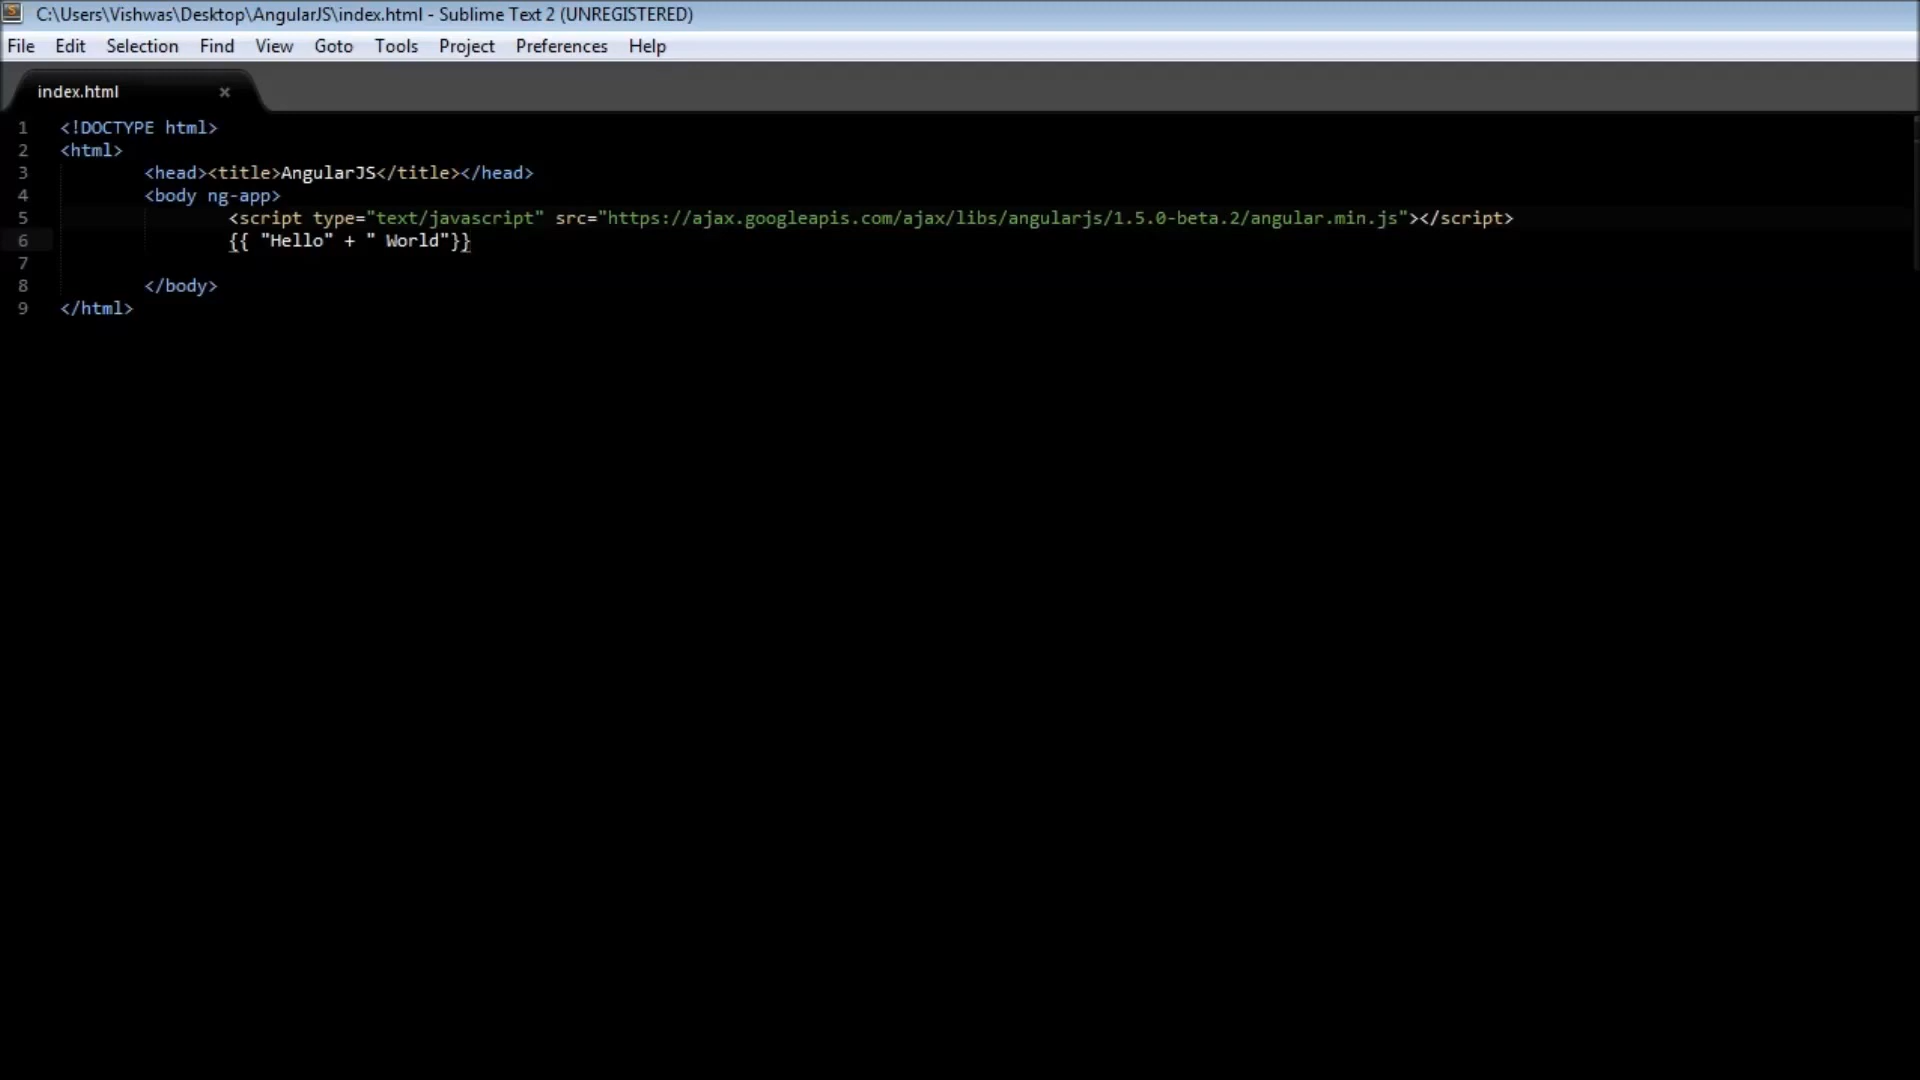 C:\Users\Vishwas\Desktop\AngularJS\index.html - Sublime Text 2 (UNREGISTERED)
File Edit Selection Find View Goto Tools Project Preferences Help
index.html ×
1 <!DOCTYPE html>
2 <html>
3 <head><title>AngularJS</title></head>
4 <body ng-app>
5 <script type="text/javascript" src="https://ajax.googleapis.com/ajax/libs/angularjs/1.5.0-beta.2/angular.min.js"></script>
6 {{ "Hello" + " World"}}
7
8 </body>
9 </html>